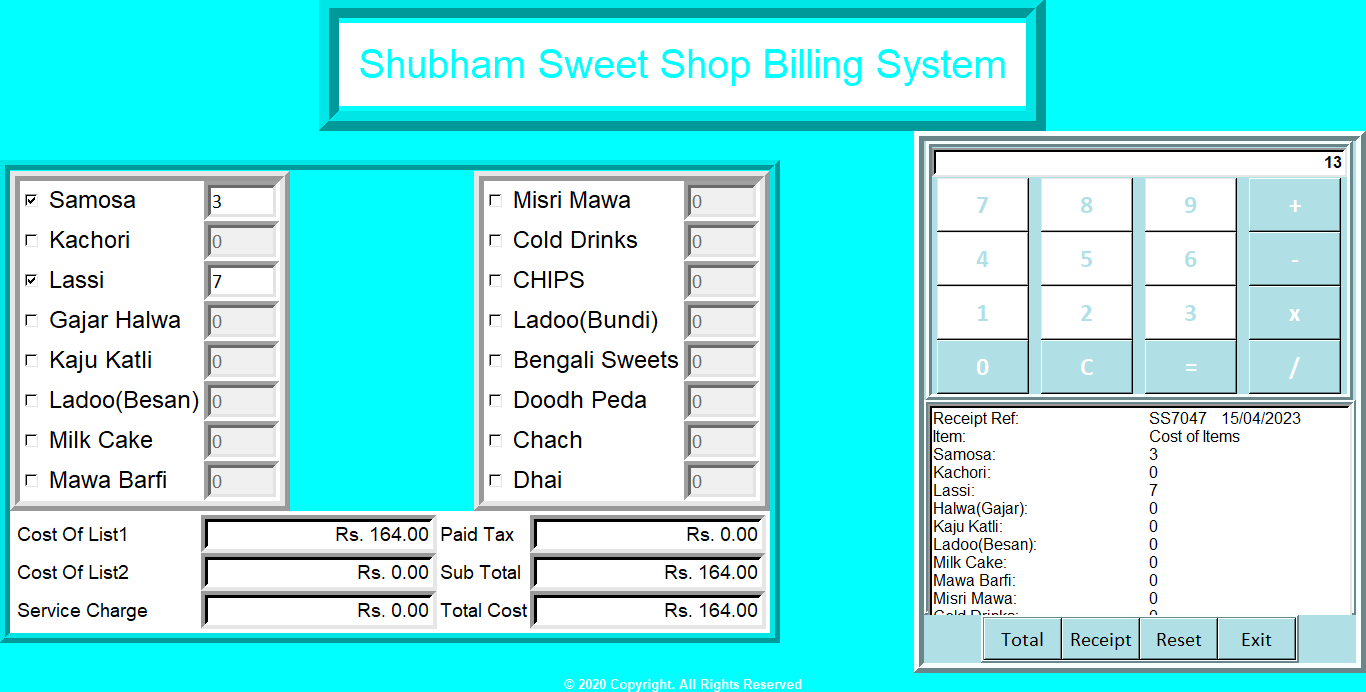 Shubham Sweet Shop Billing System
Samosa 3
Kachori 0
Lassi 7
Gajar Halwa 0
Kaju Katli 0
Ladoo(Besan) 0
Milk Cake 0
Mawa Barfi 0
Misri Mawa 0
Cold Drinks 0
CHIPS 0
Ladoo(Bundi) 0
Bengali Sweets 0
Doodh Peda 0
Chach 0
Dhai 0
Cost Of List1 Rs. 164.00 Paid Tax Rs. 0.00
Cost Of List2 Rs. 0.00 Sub Total Rs. 164.00
Service Charge Rs. 0.00 Total Cost Rs. 164.00
13
7 8 9 +
4 5 6 -
1 2 3 x
0 C = /
Receipt Ref: SS7047 15/04/2023
Item: Cost of Items
Samosa: 3
Kachori: 0
Lassi: 7
Halwa(Gajar): 0
Kaju Katli: 0
Ladoo(Besan): 0
Milk Cake: 0
Mawa Barfi: 0
Misri Mawa: 0
Cold Drinks: 0
Total Receipt Reset Exit
© 2020 Copyright. All Rights Reserved